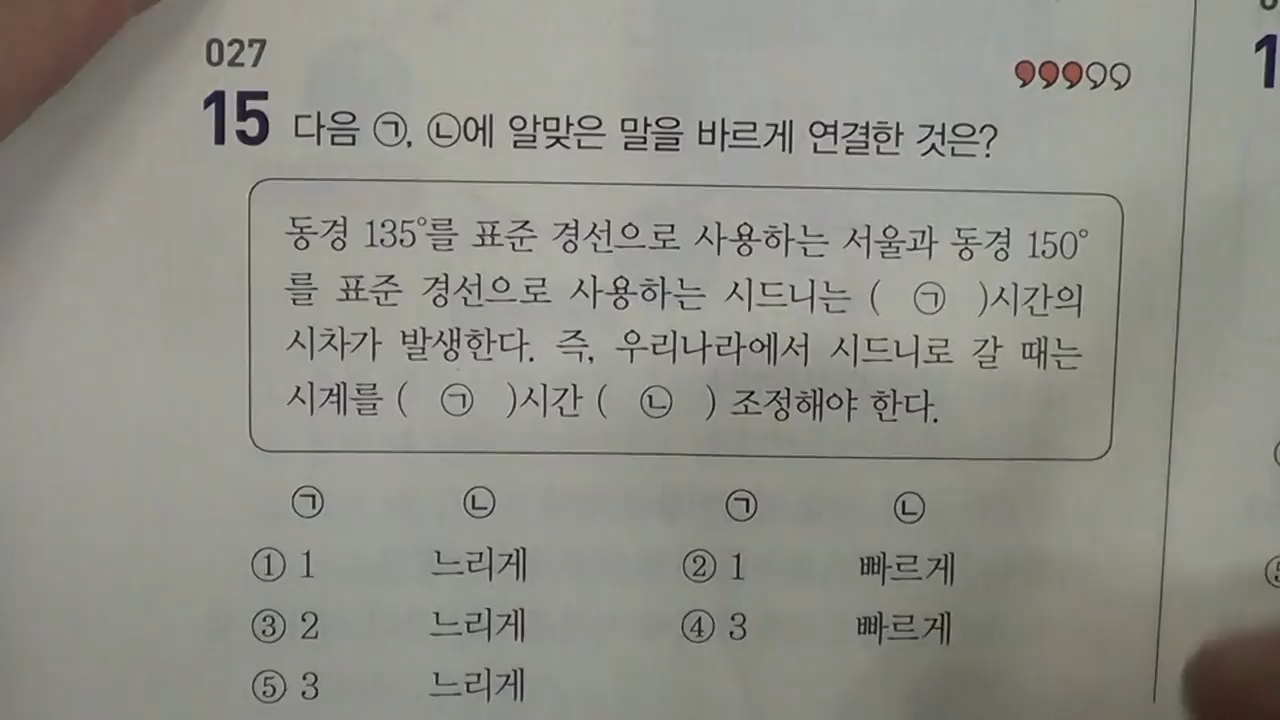 027
15 다음 ㉠, ㉡에 알맞은 말을 바르게 연결한 것은?
동경 135°를 표준 경선으로 사용하는 서울과 동경 150°
를 표준 경선으로 사용하는 시드니는 ( ㉠ )시간의
시차가 발생한다. 즉, 우리나라에서 시드니로 갈 때는
시계를 ( ㉠ )시간 ( ㉡ ) 조정해야 한다.
㉠ ㉡ ㉠ ㉡
① 1 느리게 ② 1 빠르게
③ 2 느리게 ④ 3 빠르게
⑤ 3 느리게